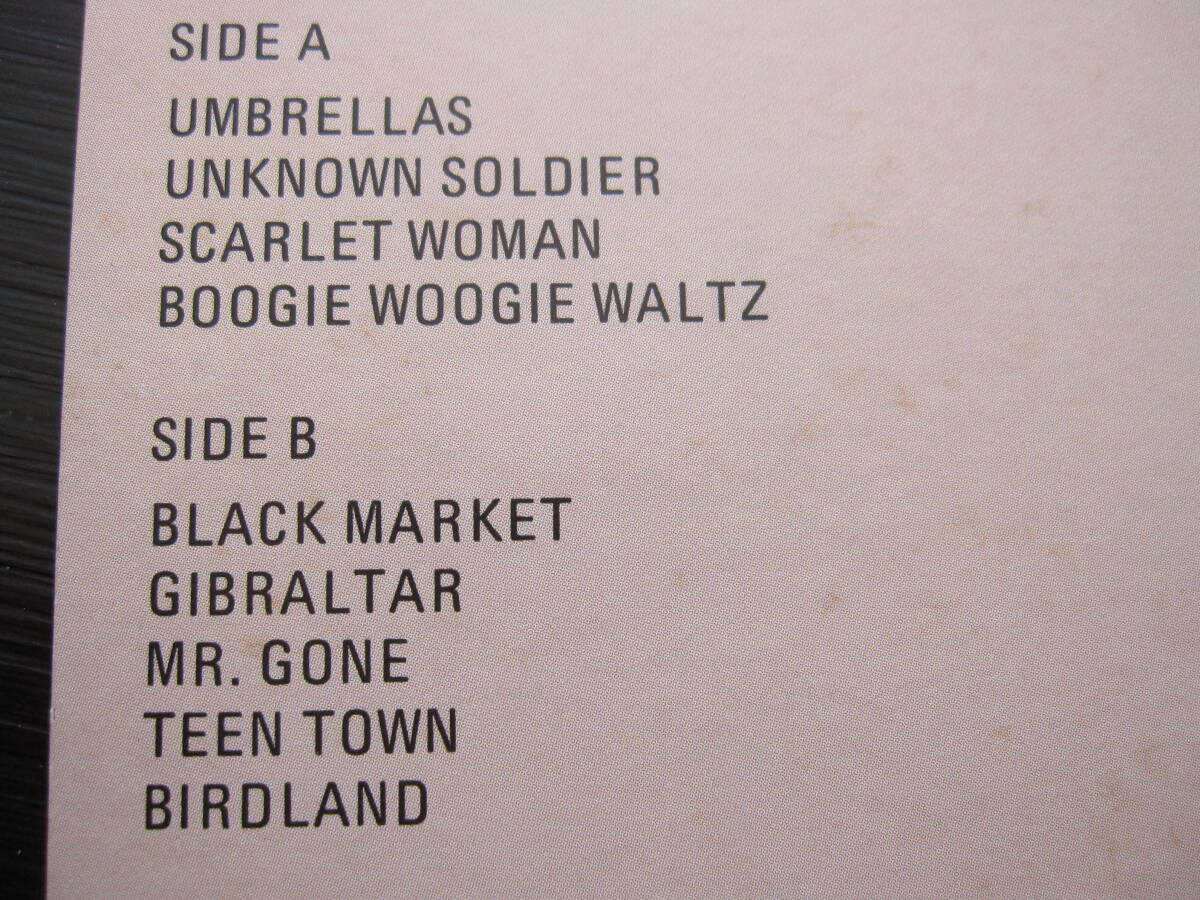 SIDE A
UMBRELLAS
UNKNOWN SOLDIER
SCARLET WOMAN
BOOGIE WOOGIE WALTZ
SIDE B
BLACK MARKET
GIBRALTAR
MR. GONE
TEEN TOWN
BIRDLAND